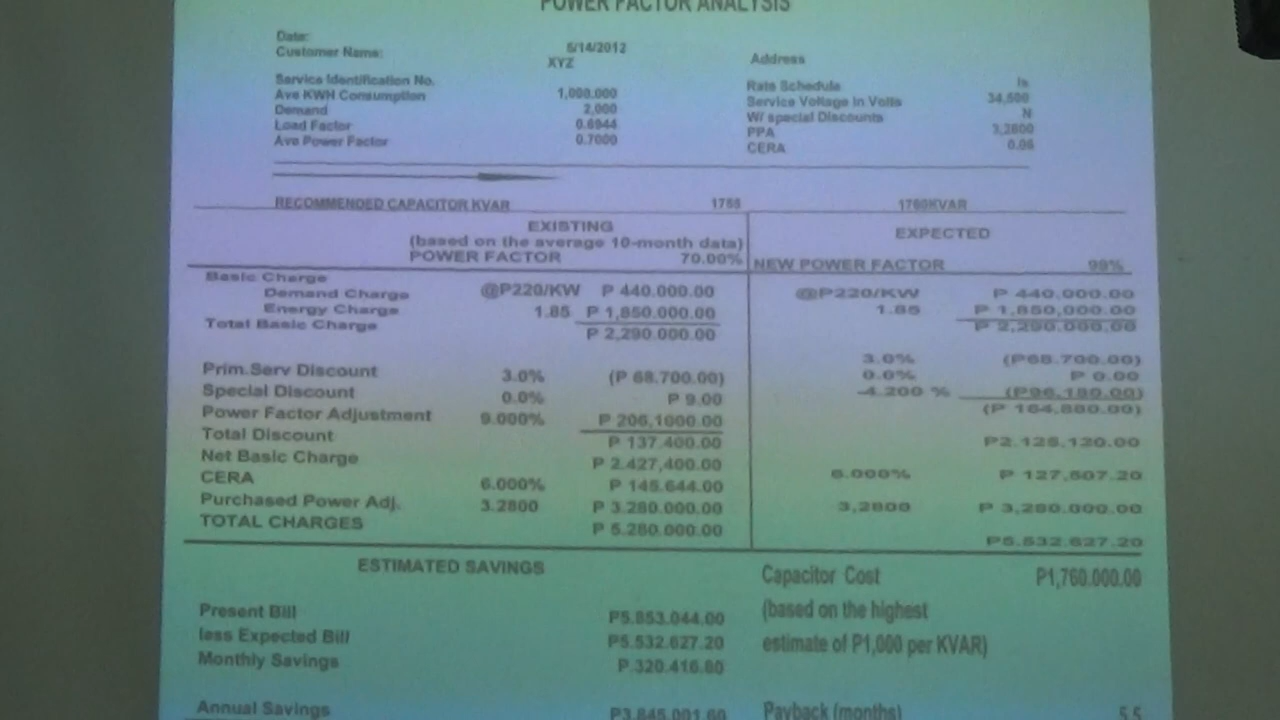 POWER FACTOR ANALYSIS
Date: 6/14/2012
Customer Name: XYZ Address
Service Identification No. Rate Schedule Is
Ave KWH Consumption 1,000.000 Service Voltage In Volts 34,500
Demand 2,000 W/ special Discounts N
Load Factor 0.6944 PPA 3,2800
Ave Power Factor 0.7000 CERA 0.06
RECOMMENDED CAPACITOR KVAR 1755 1760KVAR
EXISTING EXPECTED
(based on the average 10-month data)
POWER FACTOR 70.00% NEW POWER FACTOR 99%
Basic Charge
Demand Charge @P220/KW P 440.000.00 @P220/KW P 440,000.00
Energy Charge 1.85 P 1,850.000.00 1.85 P 1,850,000.00
Total Basic Charge P 2,290.000.00 P 2,290.000.00
Prim.Serv Discount 3.0% (P 68.700.00) 3.0% (P68.700.00)
Special Discount 0.0% P 9.00 0.0% P 0.00
Power Factor Adjustment 9.000% P 206,1000.00 -4.200 % (P96,180.00)
Total Discount P 137.400.00 (P 164,880.00)
Net Basic Charge P 2.427,400.00 P2.125,120.00
CERA 6.000% P 145.644.00 6.000% P 127,507.20
Purchased Power Adj. 3.2800 P 3.280.000.00 3,2800 P 3,280.000.00
TOTAL CHARGES P 5.280.000.00 P5.532.627.20
ESTIMATED SAVINGS Capacitor Cost P1,760.000.00
Present Bill P5.853.044.00 (based on the highest
less Expected Bill P5.532.627.20 estimate of P1,000 per KVAR)
Monthly Savings P.320.416.80
Annual Savings P3.845.001.60 Payback (months) 5.5